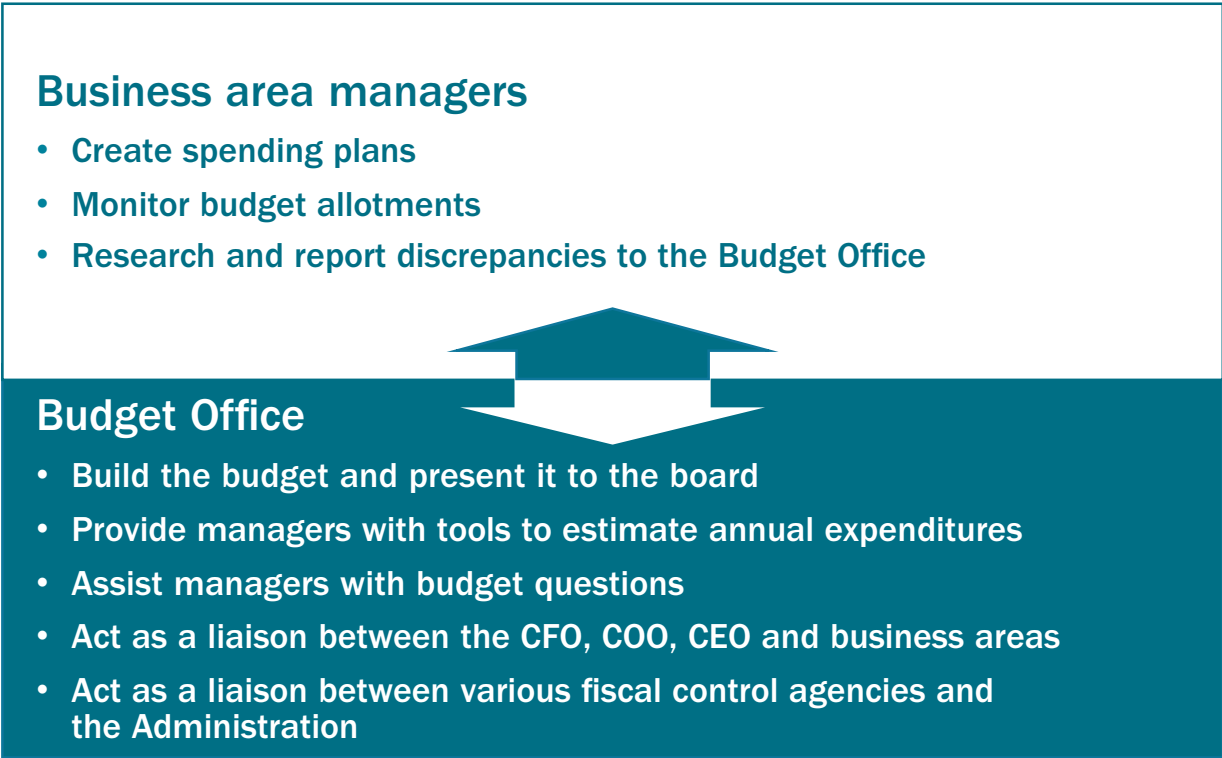 Business area managers
• Create spending plans
• Monitor budget allotments
• Research and report discrepancies to the Budget Office
Budget Office
• Build the budget and present it to the board
• Provide managers with tools to estimate annual expenditures
• Assist managers with budget questions
• Act as a liaison between the CFO, COO, CEO and business areas
• Act as a liaison between various fiscal control agencies and
the Administration